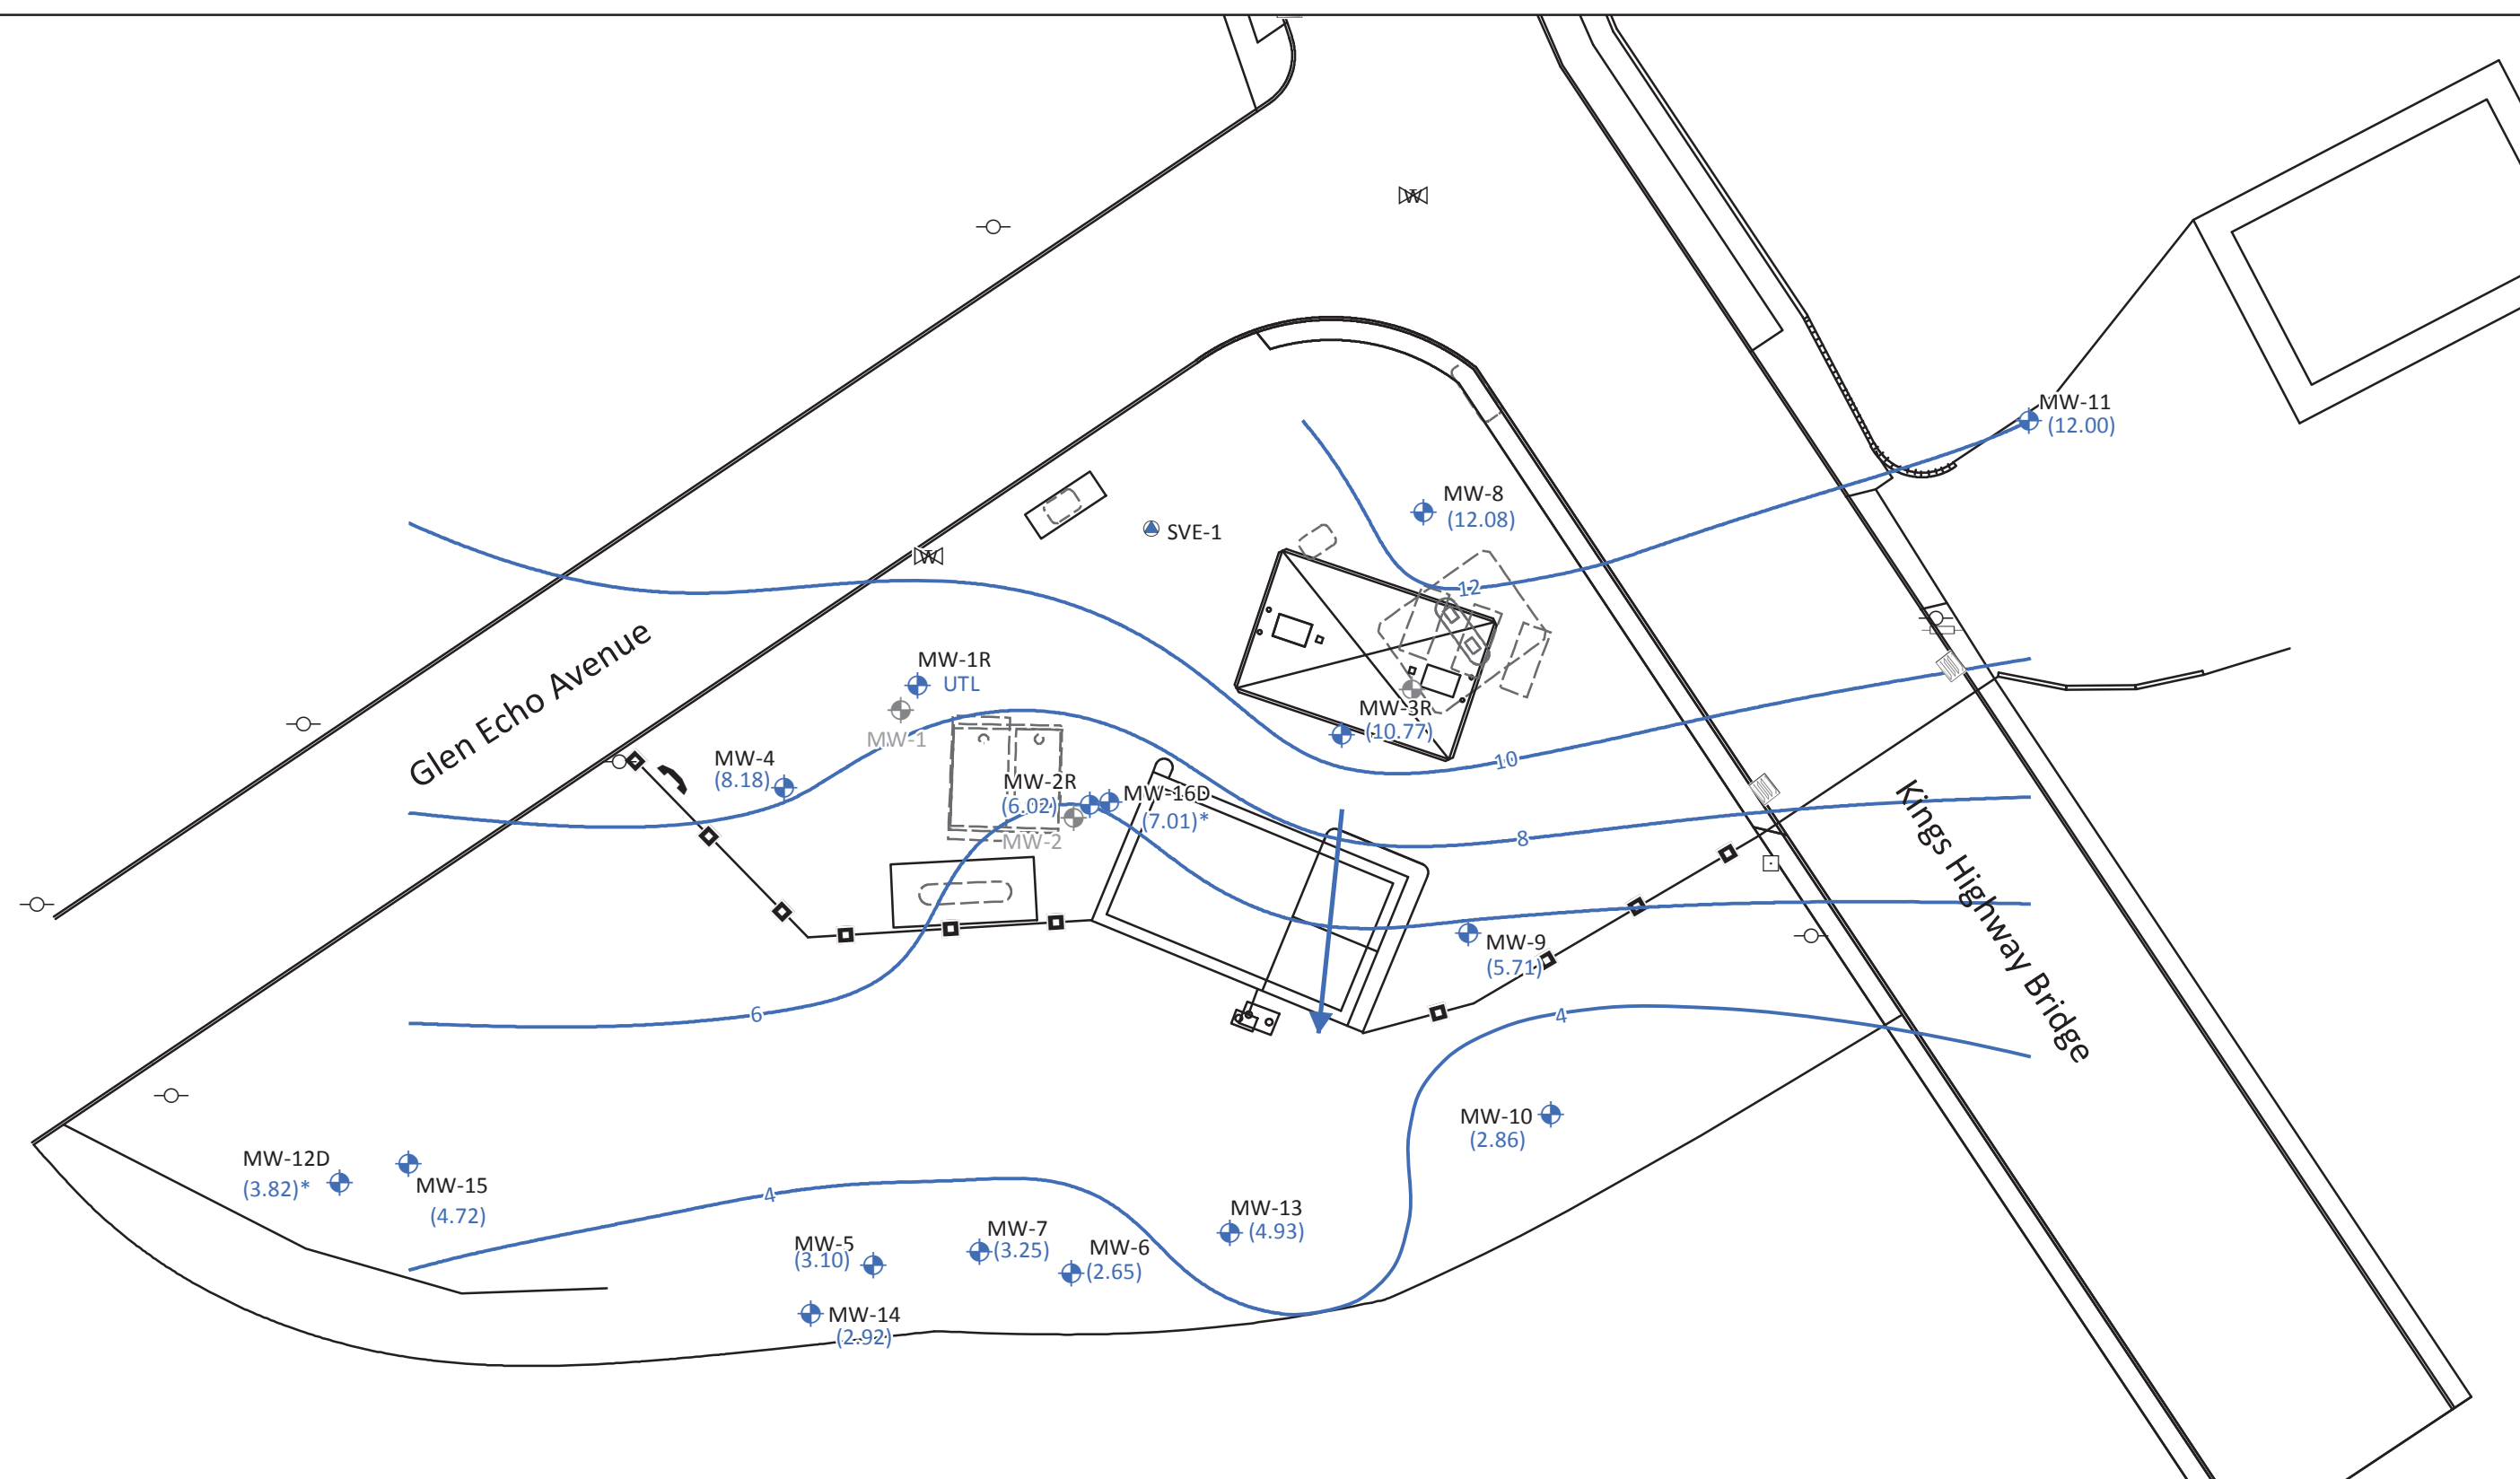 W
MW-11
(12.00)
MW-8
(12.08)
SVE-1
W
12
Glen Echo Avenue
MW-1R
UTL
MW-1
MW-3R
(10.77)
10
MW-4
(8.18)
MW-2R
(6.02)
MW-16D
(7.01)*
MW-2
8
Kings Highway Bridge
MW-9
(5.71)
6
4
MW-10
(2.86)
MW-12D
(3.82)*
MW-15
(4.72)
4
MW-13
(4.93)
MW-7
(3.25)
MW-5
(3.10)
MW-6
(2.65)
MW-14
(2.92)